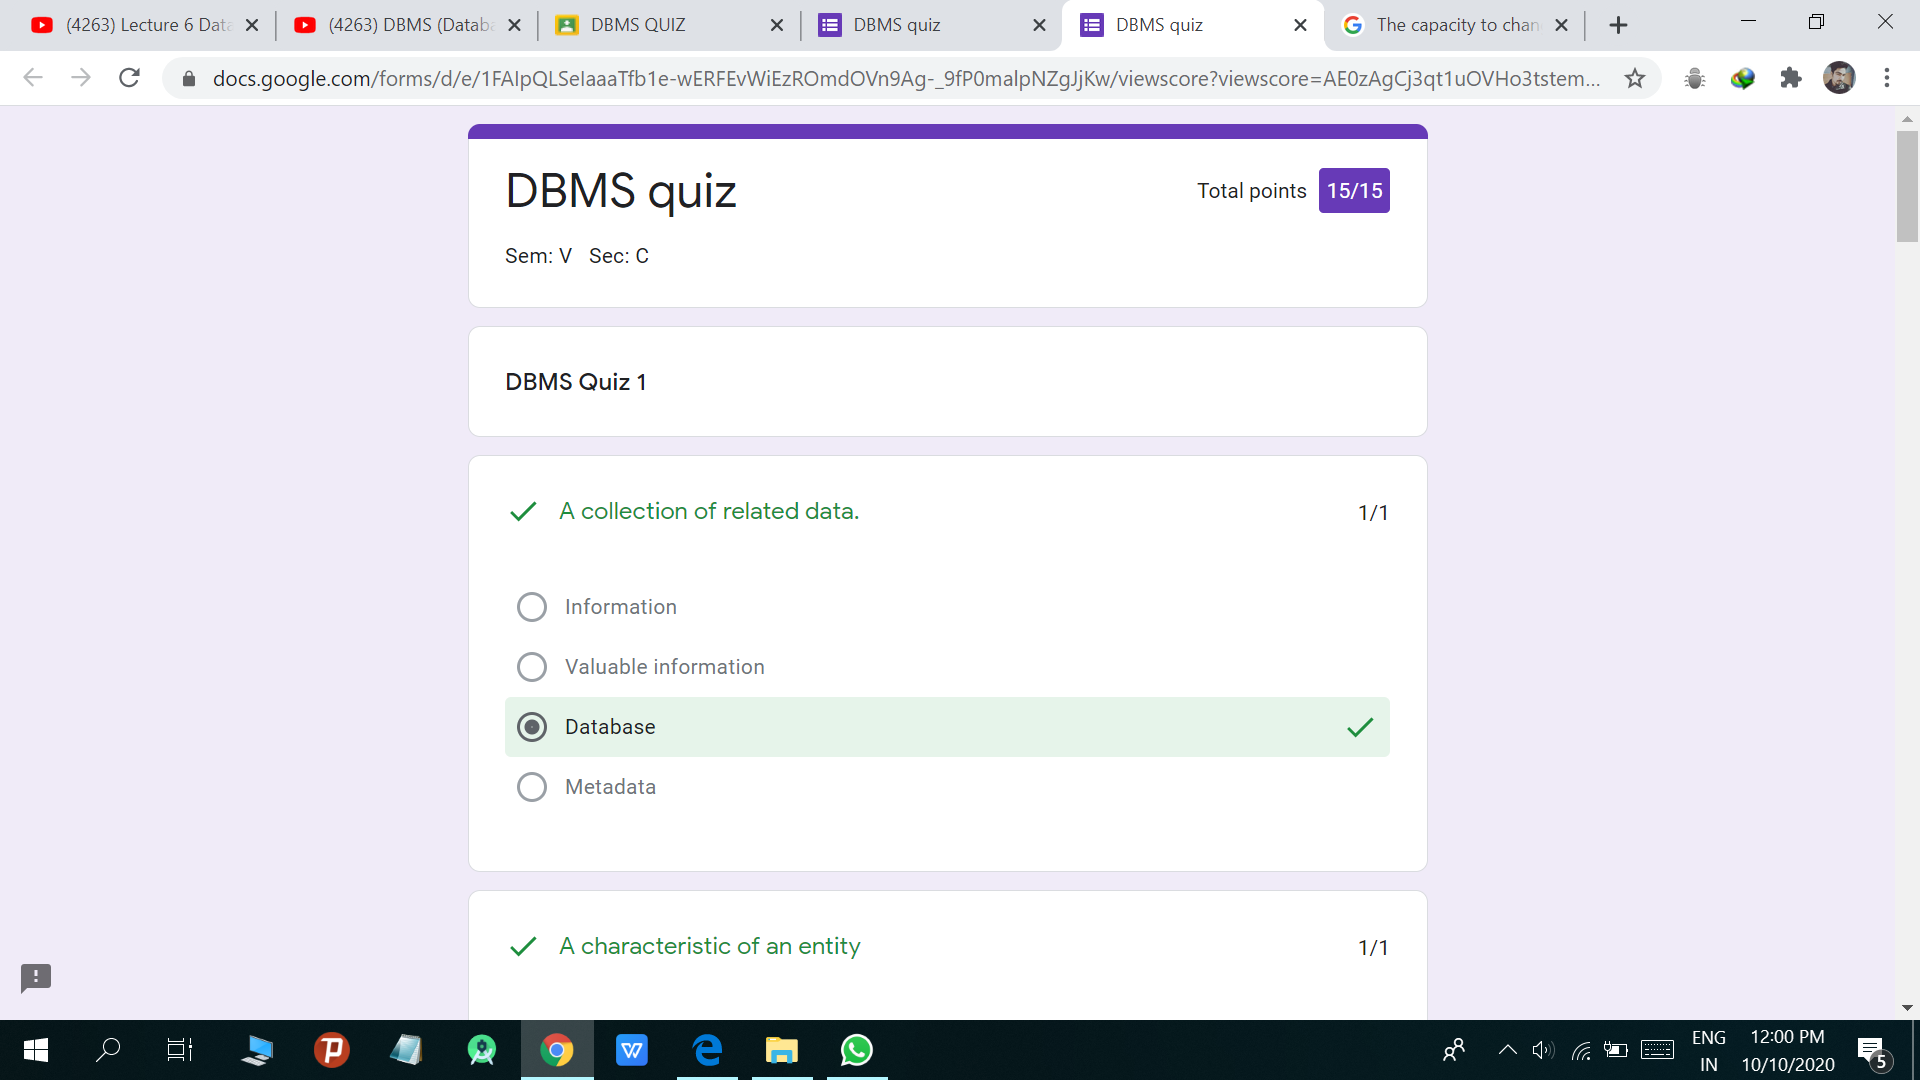 (4263) Lecture 6 Data
(4263) DBMS (Databa
DBMS QUIZ
DBMS quiz
DBMS quiz
The capacity to chan
docs.google.com/forms/d/e/1FAIpQLSeIaaaTfb1e-wERFEvWiEzROmdOVn9Ag-_9fP0malpNZgJjKw/viewscore?viewscore=AE0zAgCj3qt1uOVHo3tstem...
DBMS quiz
Total points 15/15
Sem: V Sec: C
DBMS Quiz 1
A collection of related data.
1/1
Information
Valuable information
Database
Metadata
A characteristic of an entity
1/1
ENG
IN
12:00 PM
10/10/2020
5